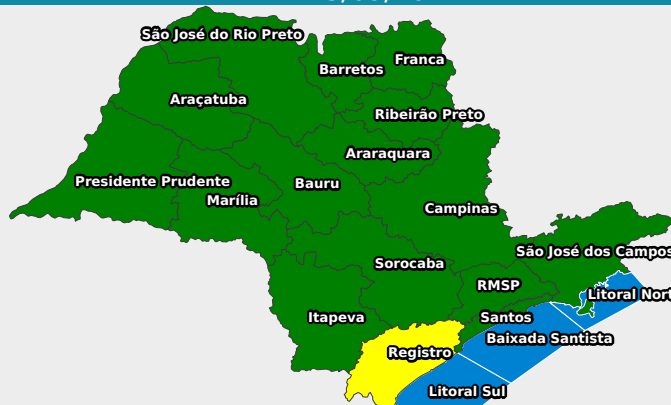 São José do Rio Preto
Franca
Barretos
Araçatuba
Ribeirão Preto
Araraquara
Presidente Prudente
Bauru
Marília
Campinas
São José dos Campos
Sorocaba
RMSP
Litoral Nort
Itapeva
Santos
Baixada Santista
Registro
Litoral Sul